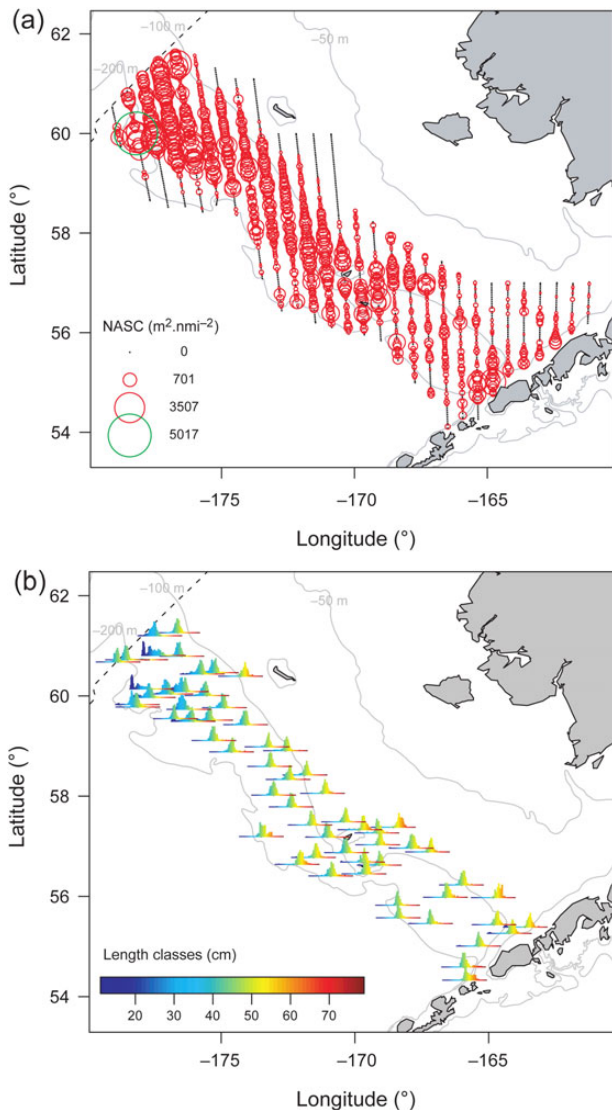 (a)
62
60
58
56
54
Latitude (°)
−100 m
−200 m
−50 m
NASC (m².nmi⁻²)
0
701
3507
5017
−175
−170
−165
Longitude (°)
(b)
62
60
58
56
54
Latitude (°)
−100 m
−200 m
−50 m
Length classes (cm)
20 30 40 50 60 70
−175
−170
−165
Longitude (°)